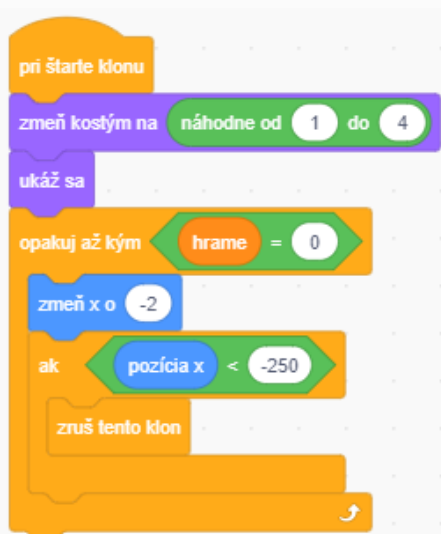 pri štarte klonu
zmeň kostým na náhodne od 1 do 4
ukáž sa
opakuj až kým hrame = 0
zmeň x o -2
ak pozícia x < -250
zruš tento klon